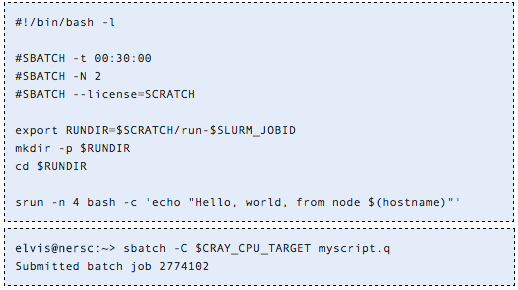 #!/bin/bash -l
#SBATCH -t 00:30:00
#SBATCH -N 2
#SBATCH --license=SCRATCH
export RUNDIR=$SCRATCH/run-$SLURM_JOBID
mkdir -p $RUNDIR
cd $RUNDIR
srun -n 4 bash -c 'echo "Hello, world, from node $(hostname)"'
elvis@nersc:~> sbatch -C $CRAY_CPU_TARGET myscript.q
Submitted batch job 2774102